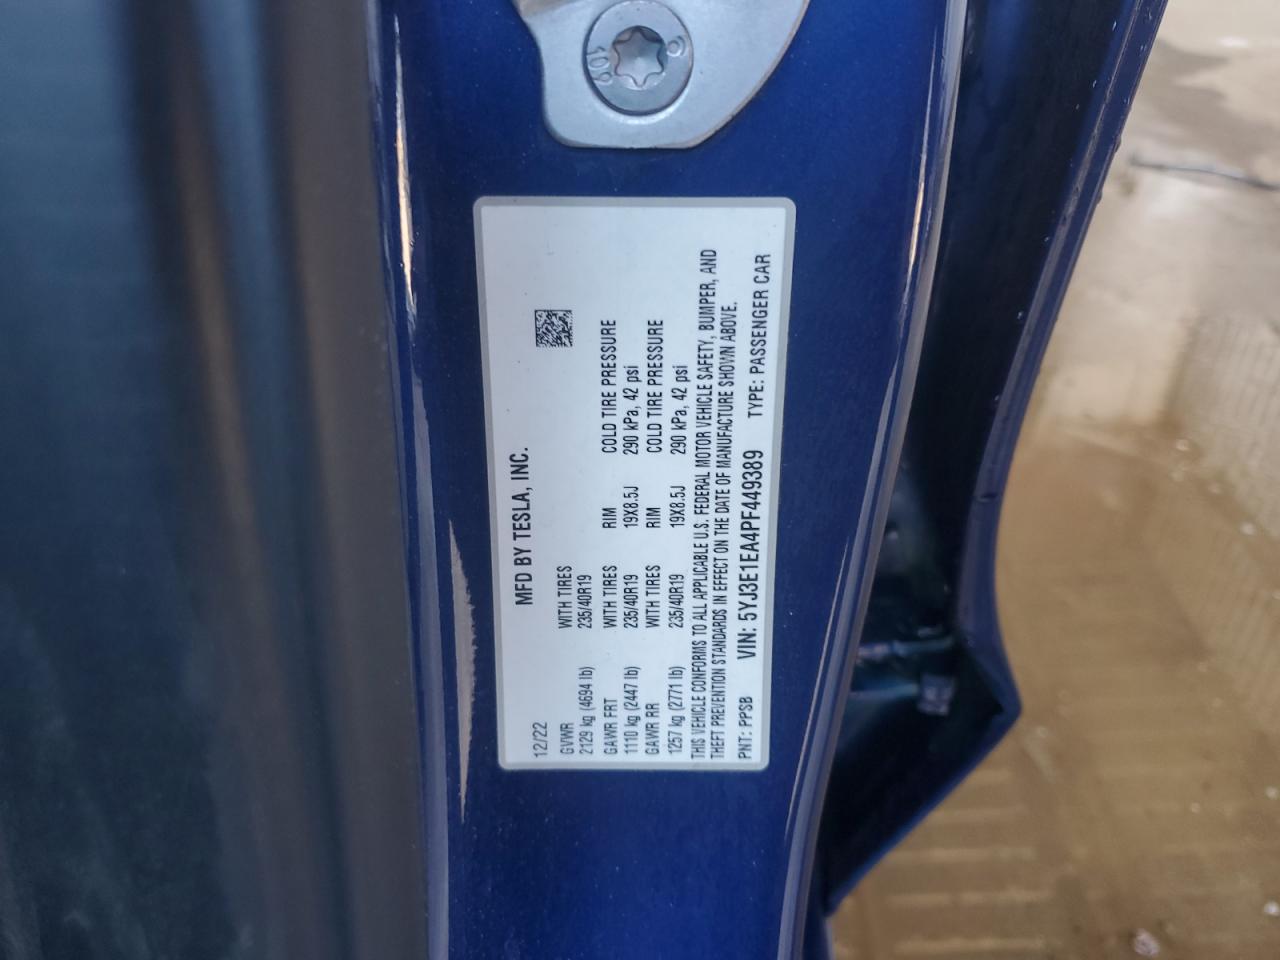 MFD BY TESLA, INC.
12/22
GVWR WITH TIRES
2129 kg (4694 lb) 235/40R19
GAWR FRT WITH TIRES RIM COLD TIRE PRESSURE
1110 kg (2447 lb) 235/40R19 19X8.5J 290 kPa, 42 psi
GAWR RR WITH TIRES RIM COLD TIRE PRESSURE
1257 kg (2771 lb) 235/40R19 19X8.5J 290 kPa, 42 psi
THIS VEHICLE CONFORMS TO ALL APPLICABLE U.S. FEDERAL MOTOR VEHICLE SAFETY, BUMPER, AND
THEFT PREVENTION STANDARDS IN EFFECT ON THE DATE OF MANUFACTURE SHOWN ABOVE.
PNT: PPSB VIN: 5YJ3E1EA4PF449389 TYPE: PASSENGER CAR